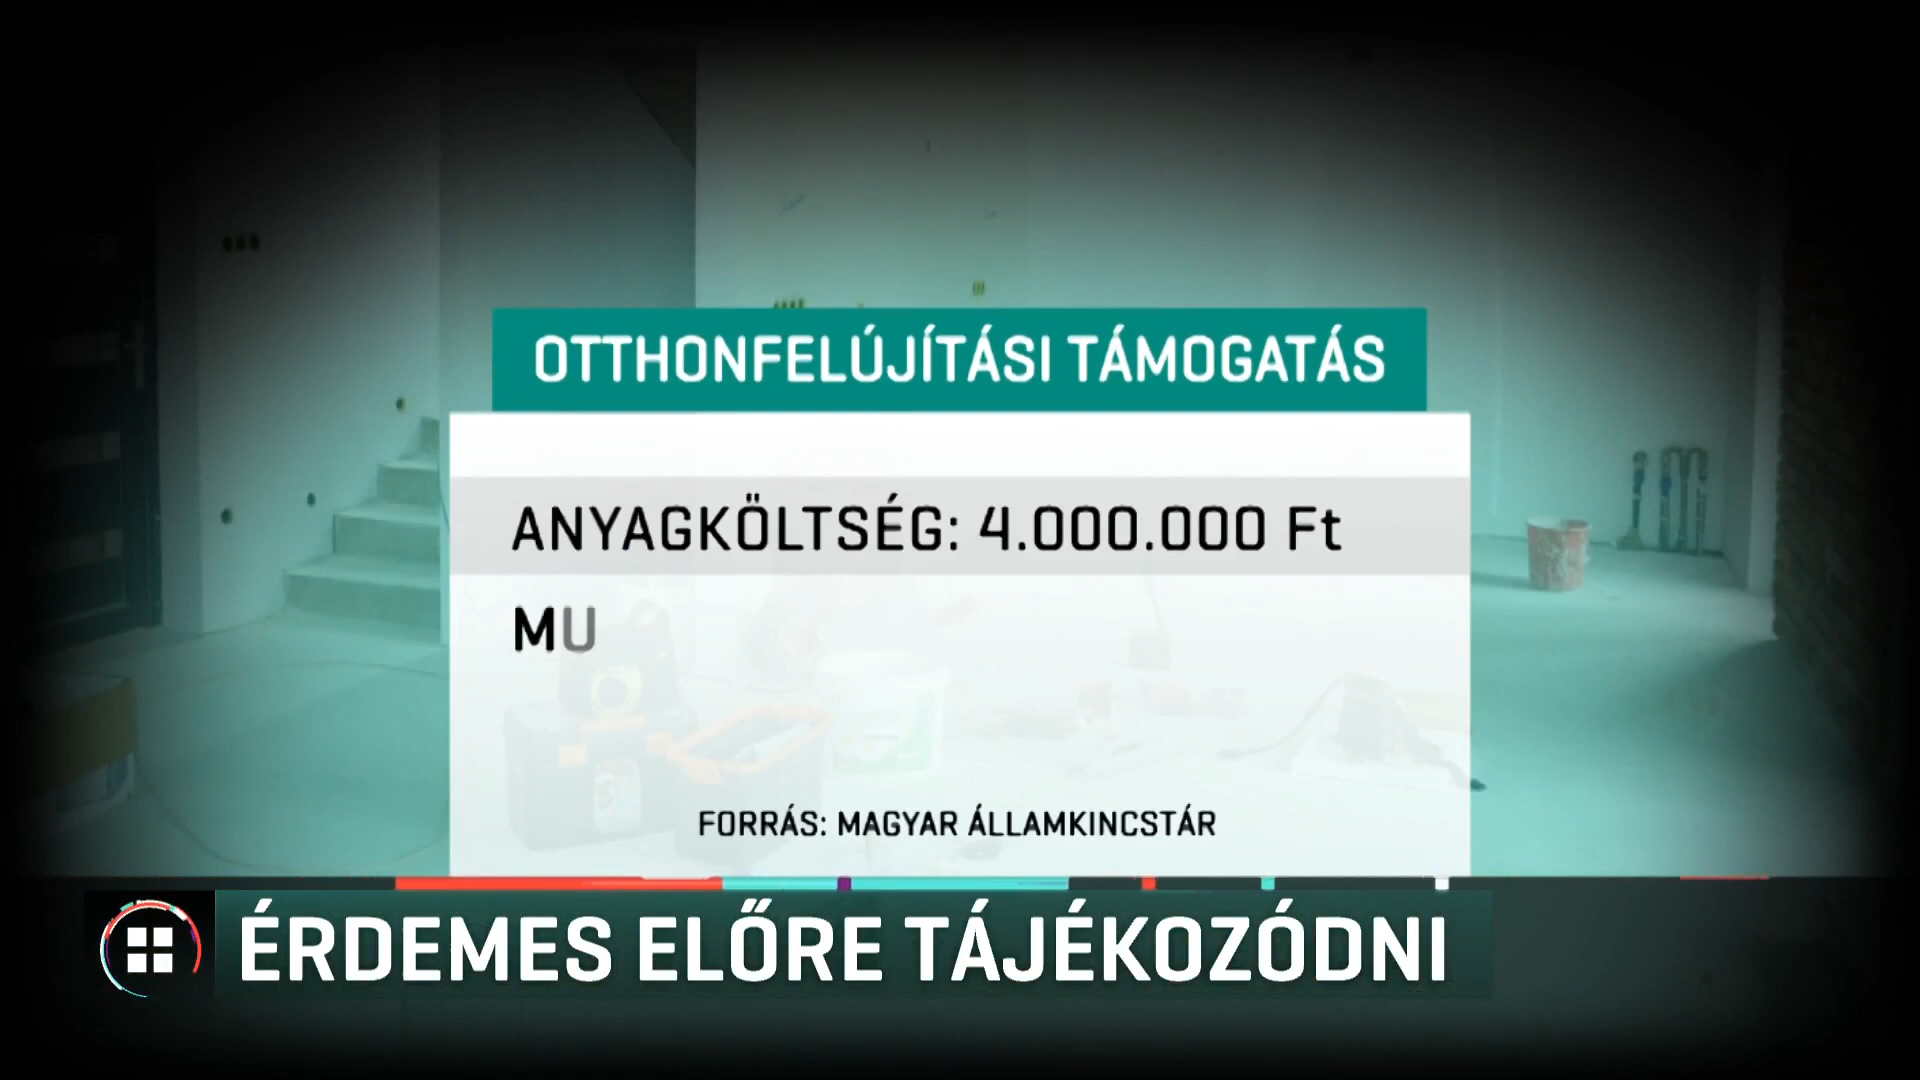 OTTHONFELÚJÍTÁSI TÁMOGATÁS
ANYAGKÖLTSÉG: 4.000.000 Ft
MU
FORRÁS: MAGYAR ÁLLAMKINCSTÁR
ÉRDEMES ELŐRE TÁJÉKOZÓDNI